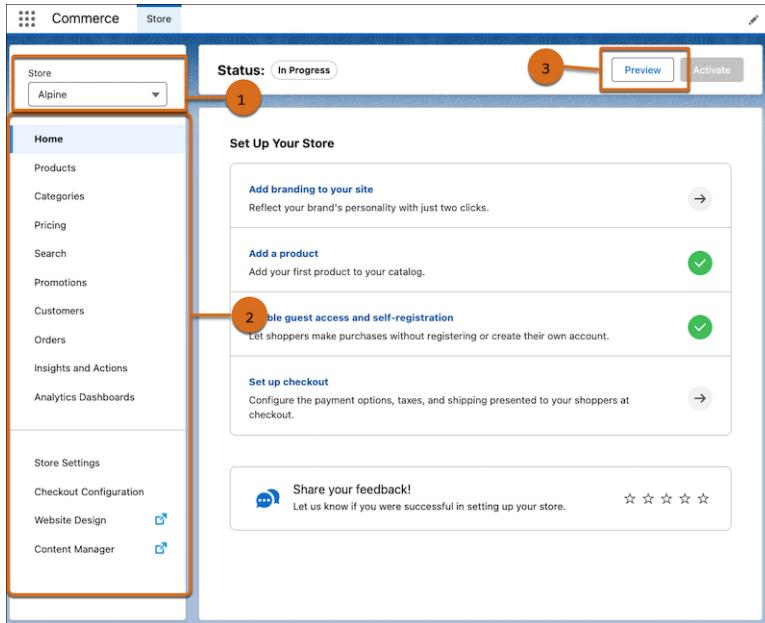 Commerce
Store
Store
Alpine
1
Home
Products
Categories
Pricing
Search
Promotions
Customers
Orders
Insights and Actions
Analytics Dashboards
Store Settings
Checkout Configuration
Website Design
Content Manager
2
Status: In Progress
3
Preview
Activate
Set Up Your Store
Add branding to your site
Reflect your brand's personality with just two clicks.
Add a product
Add your first product to your catalog.
ble guest access and self-registration
Let shoppers make purchases without registering or create their own account.
Set up checkout
Configure the payment options, taxes, and shipping presented to your shoppers at
checkout.
Share your feedback!
Let us know if you were successful in setting up your store.